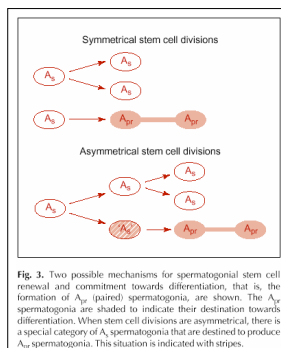 Symmetrical stem cell divisions
As
As
As
As
Apr
Apr
Asymmetrical stem cell divisions
As
As
As
As
As
Apr
Apr
Fig. 3. Two possible mechanisms for spermatogonial stem cell
renewal and commitment towards differentiation, that is, the
formation of Apr (paired) spermatogonia, are shown. The Apr
spermatogonia are shaded to indicate their destination towards
differentiation. When stem cell divisions are asymmetrical, there is
a special category of As spermatogonia that are destined to produce
Apr spermatogonia. This situation is indicated with stripes.